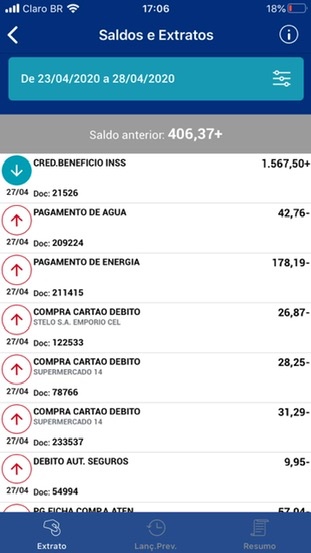 Claro BR 17:06 18%
Saldos e Extratos
De 23/04/2020 a 28/04/2020
Saldo anterior: 406,37+
CRED.BENEFICIO INSS 1.567,50+
27/04 Doc: 21526
PAGAMENTO DE AGUA 42,76-
27/04 Doc: 209224
PAGAMENTO DE ENERGIA 178,19-
27/04 Doc: 211415
COMPRA CARTAO DEBITO 26,87-
STELO S.A. EMPORIO CEL
27/04 Doc: 122533
COMPRA CARTAO DEBITO 28,25-
SUPERMERCADO 14
27/04 Doc: 78766
COMPRA CARTAO DEBITO 31,29-
SUPERMERCADO 14
27/04 Doc: 233537
DEBITO AUT. SEGUROS 9,95-
27/04 Doc: 54994
PG FICHA COMPRA ATEN 57,04-
Extrato Lanç.Prev. Resumo